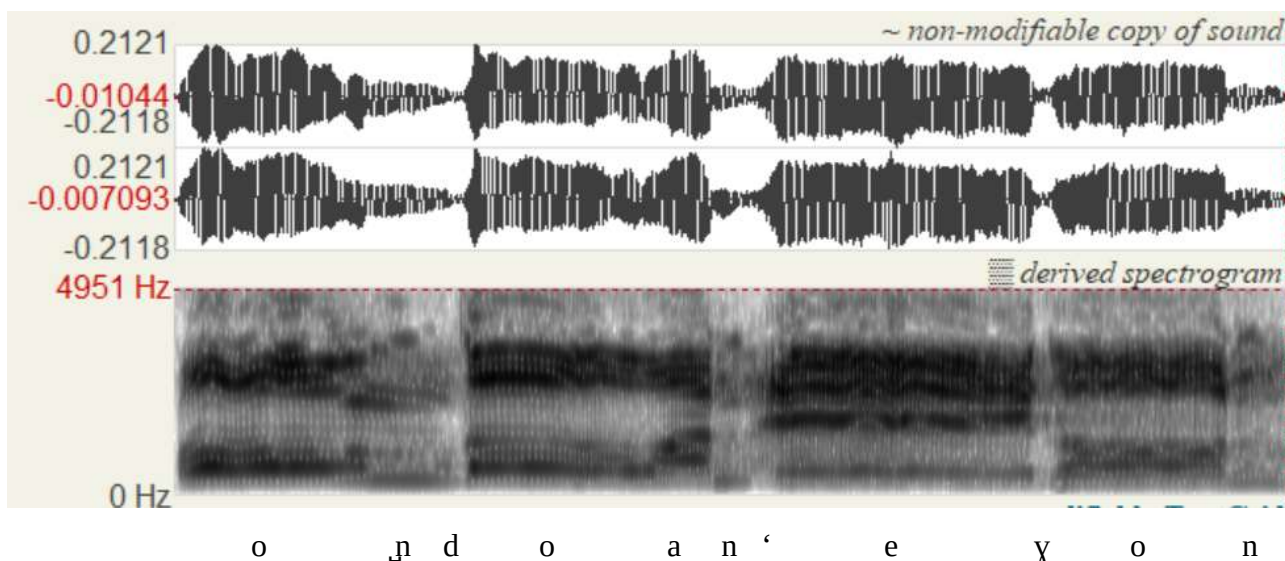 0.2121
~ non-modifiable copy of sound
-0.01044
-0.2118
0.2121
-0.007093
-0.2118
derived spectrogram
4951 Hz
0 Hz
o n̠ d o a n ‘ e ɣ o n